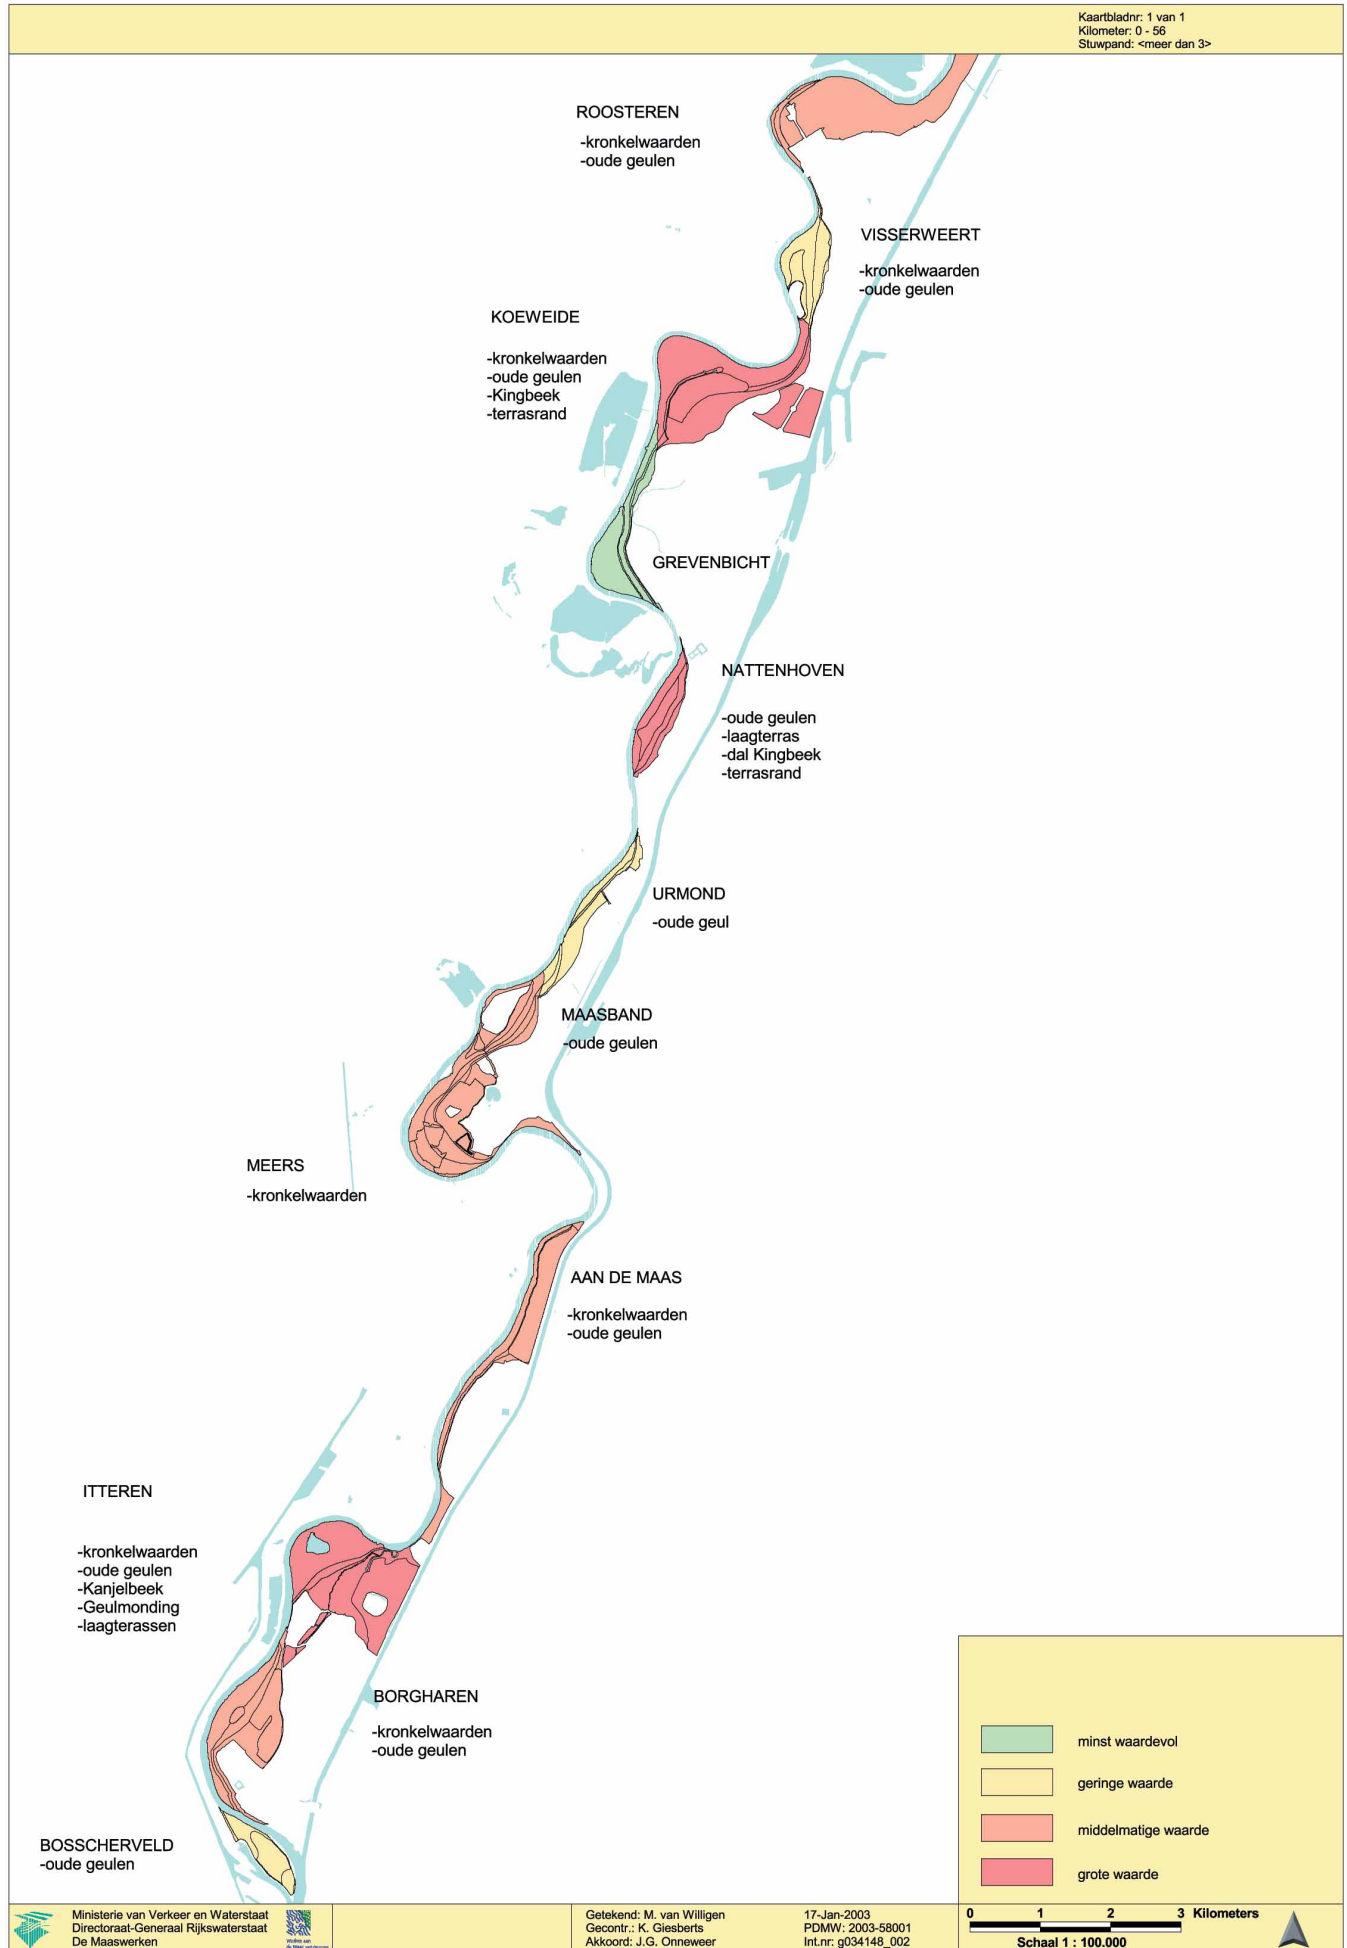 Kaartbladnr: 1 van 1
Kilometer: 0 - 56
Stuwpand: <meer dan 3>
ROOSTEREN
-kronkelwaarden
-oude geulen
VISSERWEERT
-kronkelwaarden
-oude geulen
KOEWEIDE
-kronkelwaarden
-oude geulen
-Kingbeek
-terrasrand
GREVENBICHT
NATTENHOVEN
-oude geulen
-laagterras
-dal Kingbeek
-terrasrand
URMOND
-oude geul
MAASBAND
-oude geulen
MEERS
-kronkelwaarden
AAN DE MAAS
-kronkelwaarden
-oude geulen
ITTEREN
-kronkelwaarden
-oude geulen
-Kanjelbeek
-Geulmonding
-laagterassen
BORGHAREN
-kronkelwaarden
-oude geulen
BOSSCHERVELD
-oude geulen
minst waardevol
geringe waarde
middelmatige waarde
grote waarde
Ministerie van Verkeer en Waterstaat
Directoraat-Generaal Rijkswaterstaat
De Maaswerken
Getekend: M. van Willigen
Gecontr.: K. Giesberts
Akkoord: J.G. Onneweer
17-Jan-2003
PDMW: 2003-58001
Int.nr: g034148_002
0 1 2 3 Kilometers
Schaal 1 : 100.000